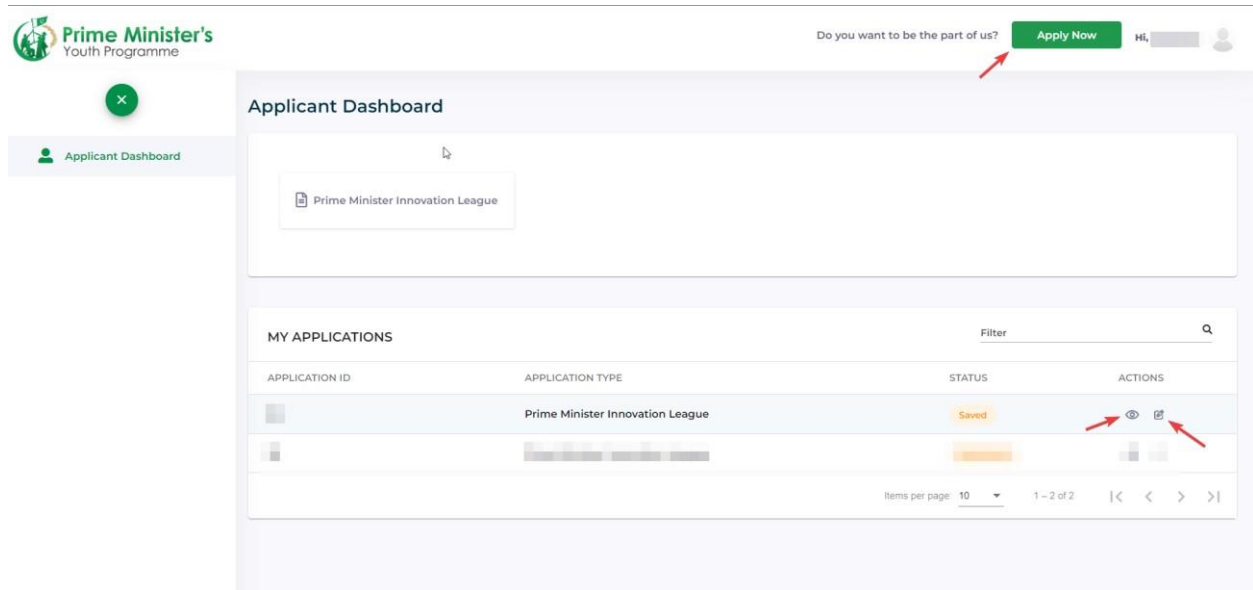 Prime Minister's
Youth Programme
Do you want to be the part of us?
Apply Now
Hi,
Applicant Dashboard
Applicant Dashboard
Prime Minister Innovation League
MY APPLICATIONS
Filter
APPLICATION ID APPLICATION TYPE STATUS ACTIONS
Prime Minister Innovation League Saved
Items per page 10 1 – 2 of 2